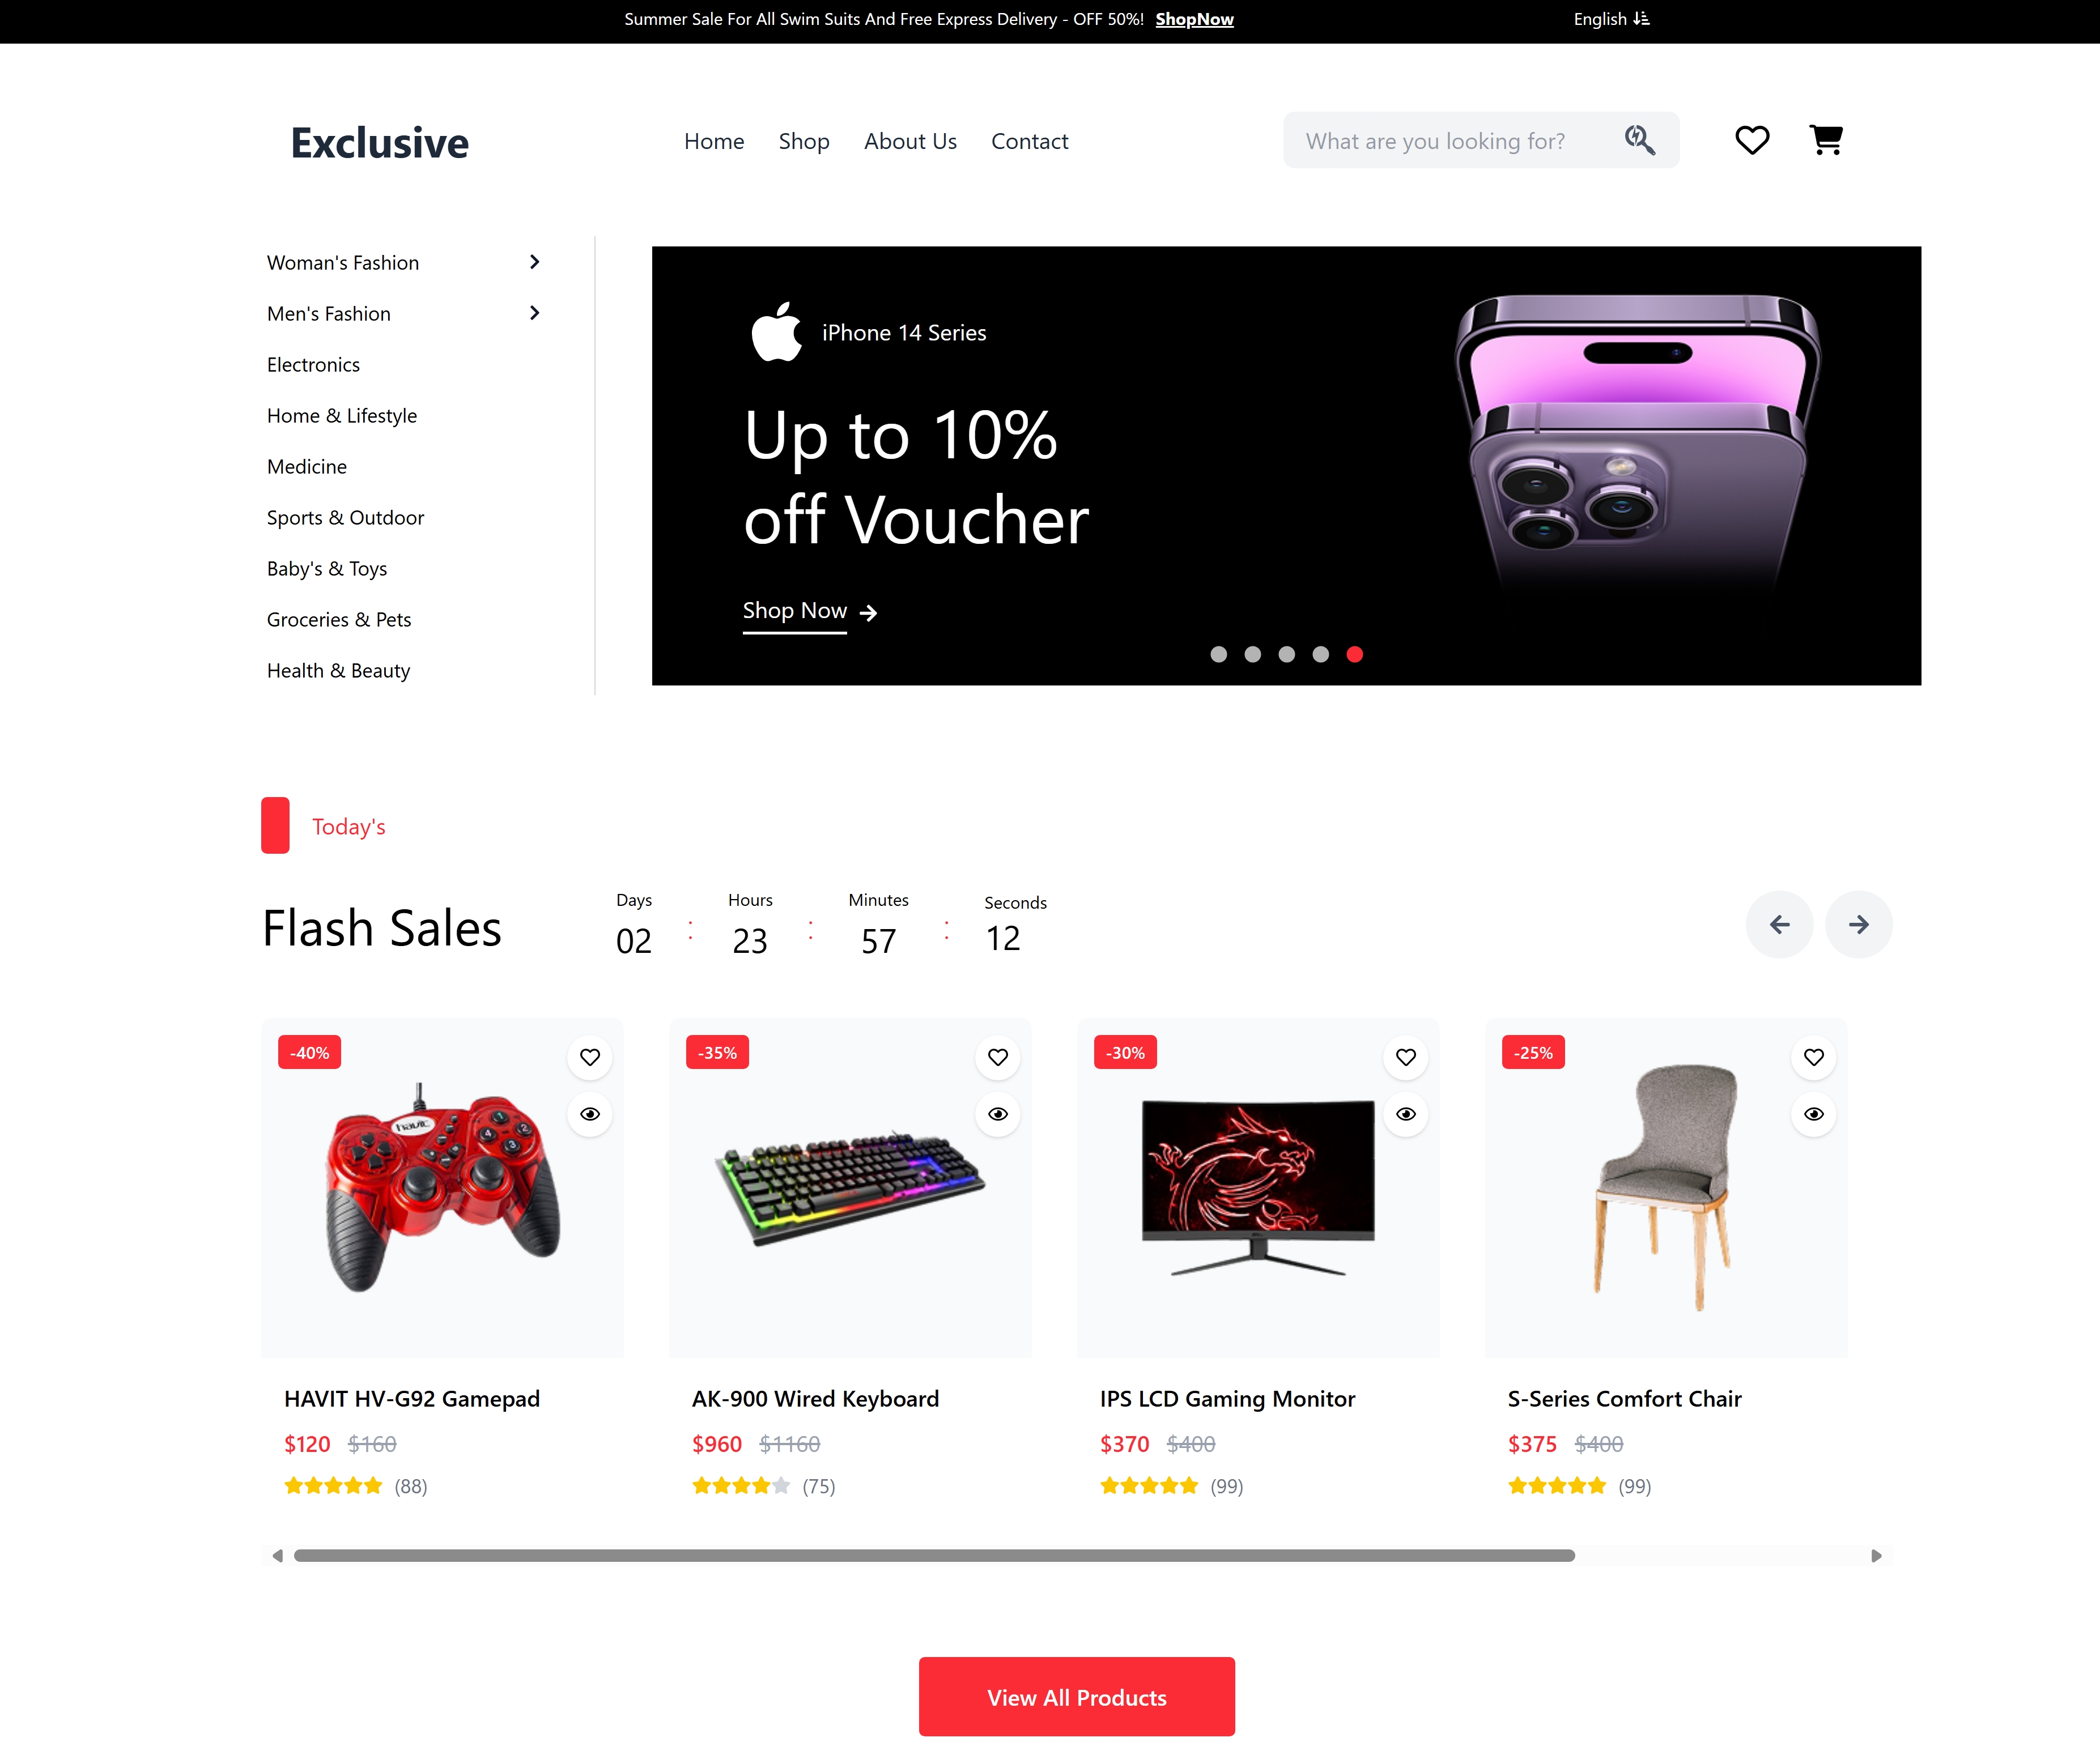 Summer Sale For All Swim Suits And Free Express Delivery - OFF 50%! ShopNow
English
Exclusive
Home Shop About Us Contact
What are you looking for?
Woman's Fashion
Men's Fashion
Electronics
Home & Lifestyle
Medicine
Sports & Outdoor
Baby's & Toys
Groceries & Pets
Health & Beauty
iPhone 14 Series
Up to 10%
off Voucher
Shop Now
Today's
Flash Sales
Days : Hours : Minutes : Seconds
02 23 57 12
-40%
havit
HAVIT HV-G92 Gamepad
$120 $160
(88)
-35%
AK-900 Wired Keyboard
$960 $1160
(75)
-30%
IPS LCD Gaming Monitor
$370 $400
(99)
-25%
S-Series Comfort Chair
$375 $400
(99)
View All Products